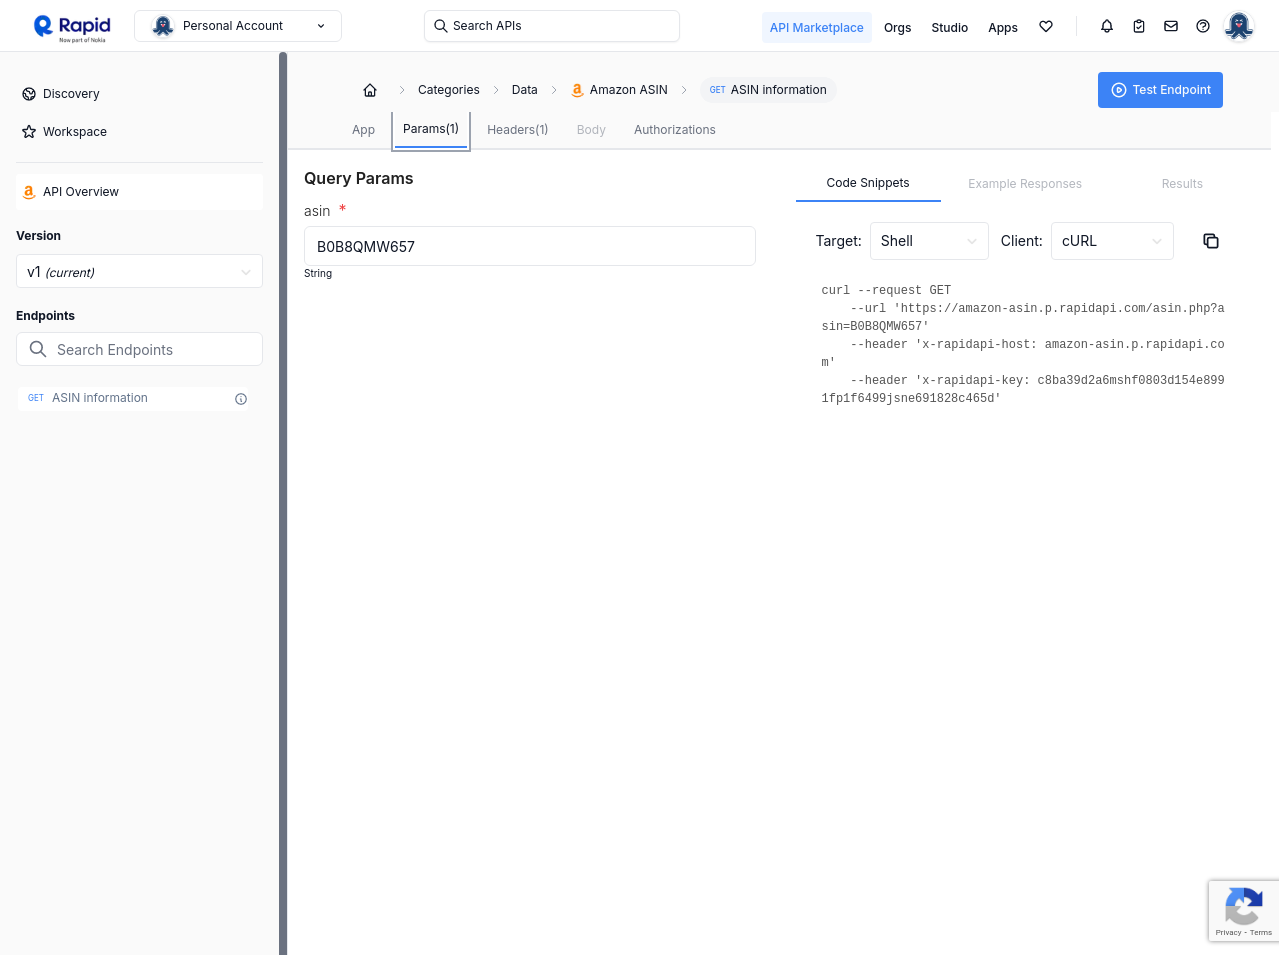 Rapid
Now part of Nokia
Personal Account
Search APIs
API Marketplace
Orgs
Studio
Apps
Discovery
Workspace
API Overview
Version
v1 (current)
Endpoints
Search Endpoints
GET ASIN information
Categories
Data
Amazon ASIN
GET ASIN information
Test Endpoint
App
Params(1)
Headers(1)
Body
Authorizations
Query Params
asin *
B0B8QMW657
String
Code Snippets
Example Responses
Results
Target:
Shell
Client:
cURL
curl --request GET
--url 'https://amazon-asin.p.rapidapi.com/asin.php?a
sin=B0B8QMW657'
--header 'x-rapidapi-host: amazon-asin.p.rapidapi.co
m'
--header 'x-rapidapi-key: c8ba39d2a6mshf0803d154e899
1fp1f6499jsne691828c465d'
Privacy - Terms